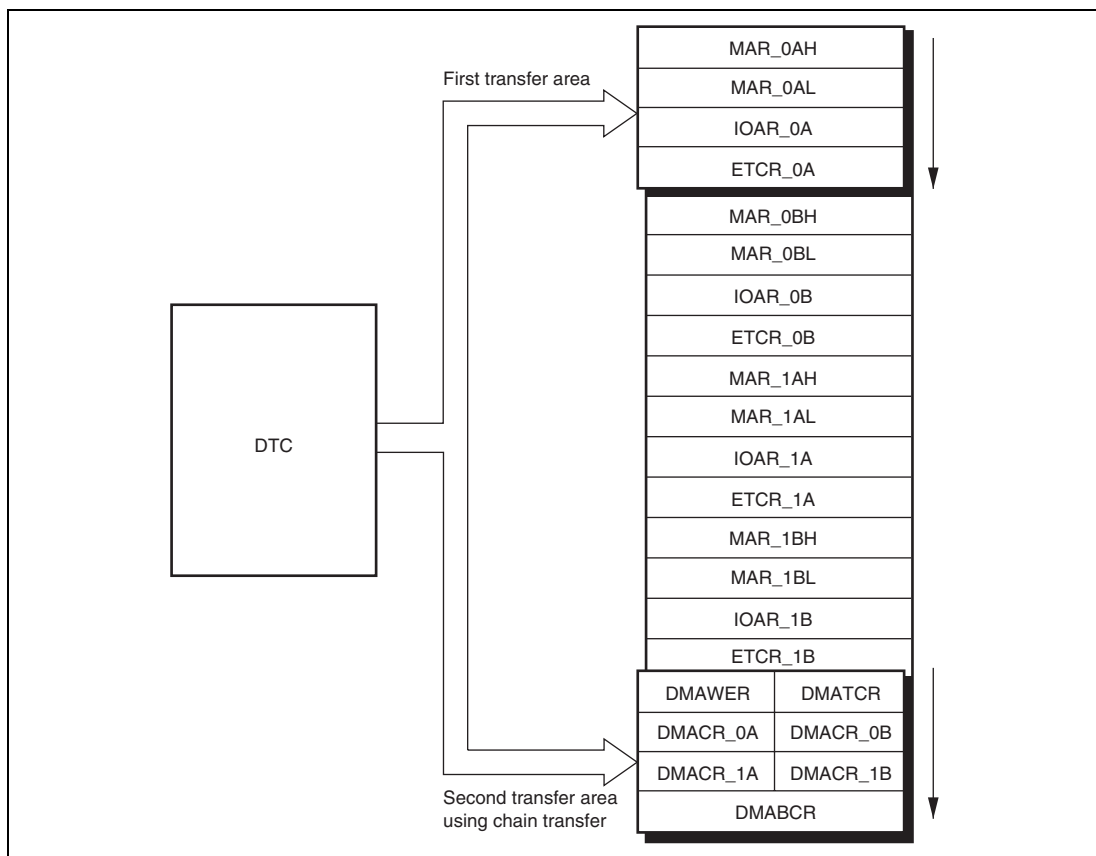 First transfer area
MAR_0AH
MAR_0AL
IOAR_0A
ETCR_0A
MAR_0BH
MAR_0BL
IOAR_0B
ETCR_0B
MAR_1AH
MAR_1AL
IOAR_1A
ETCR_1A
MAR_1BH
MAR_1BL
IOAR_1B
ETCR_1B
DTC
DMAWER DMATCR
DMACR_0A DMACR_0B
DMACR_1A DMACR_1B
DMABCR
Second transfer area
using chain transfer